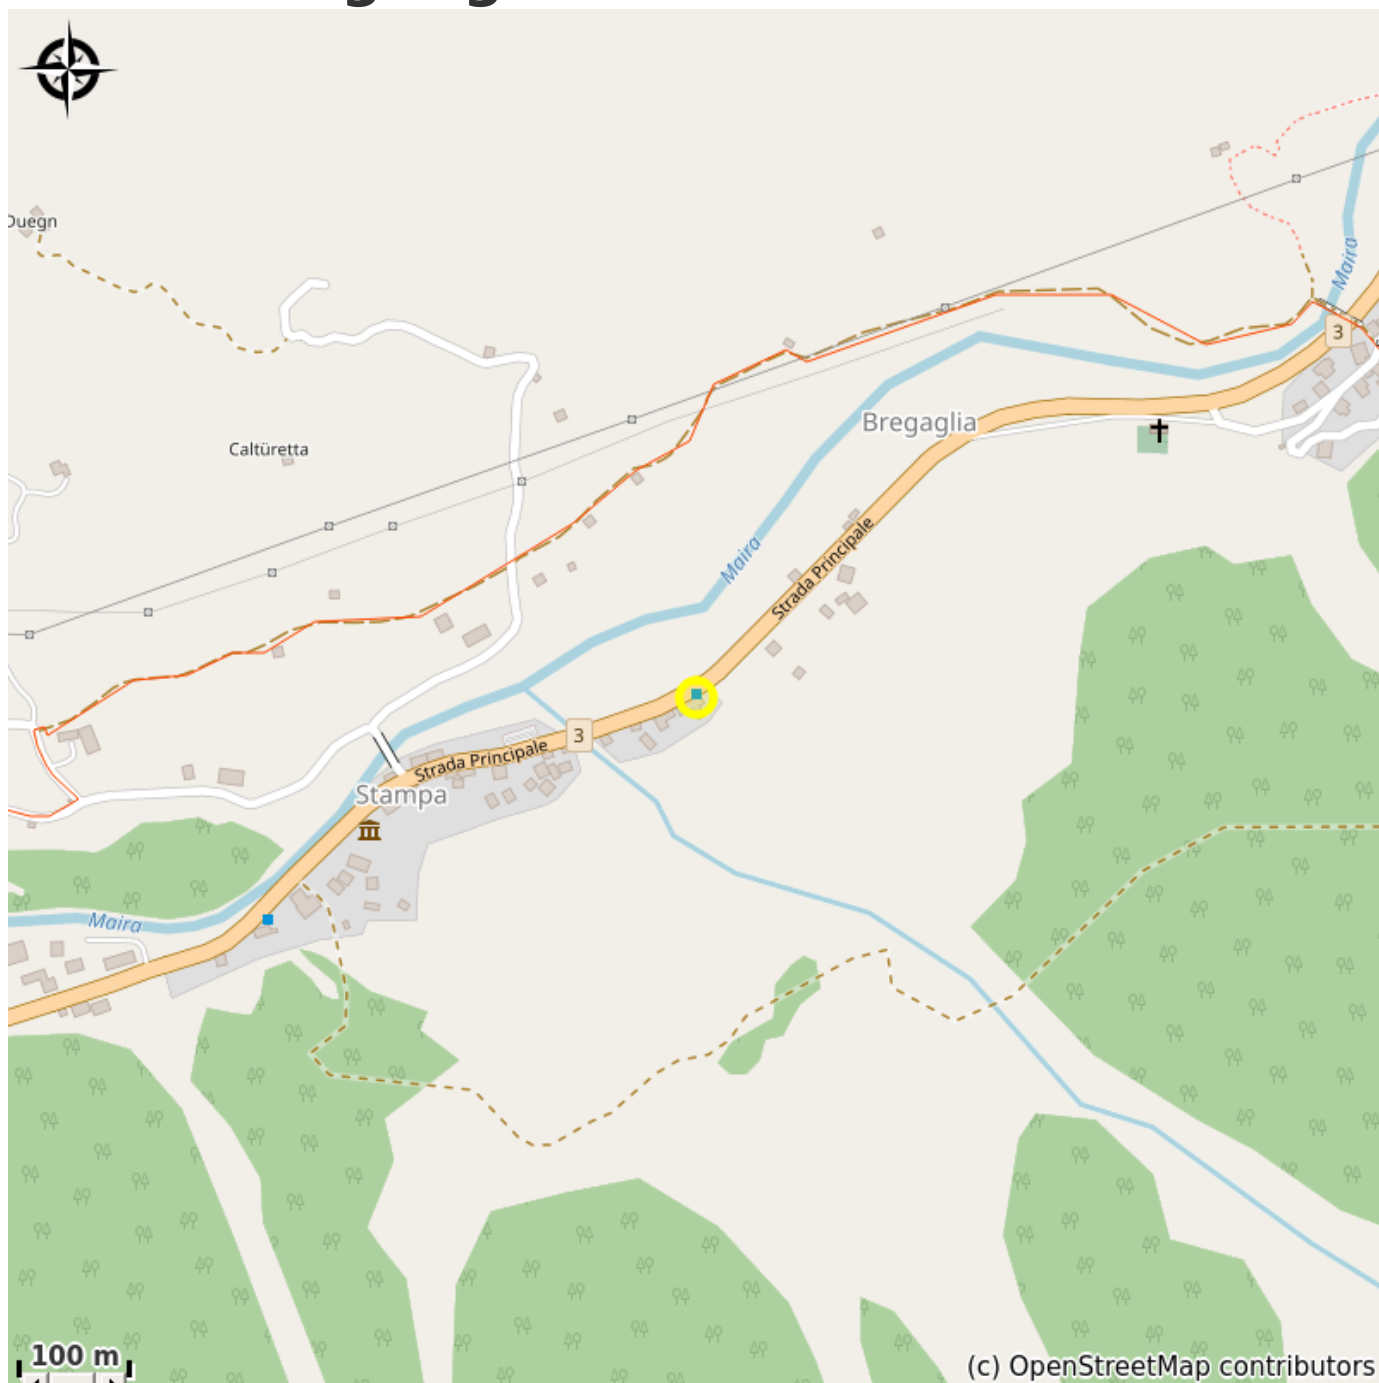 Duegn
Maira
3
Bregaglia
Caltüretta
Maira
Strada Principale
3
Strada Principale
Stampa
Maira
100 m
(c) OpenStreetMap contributors